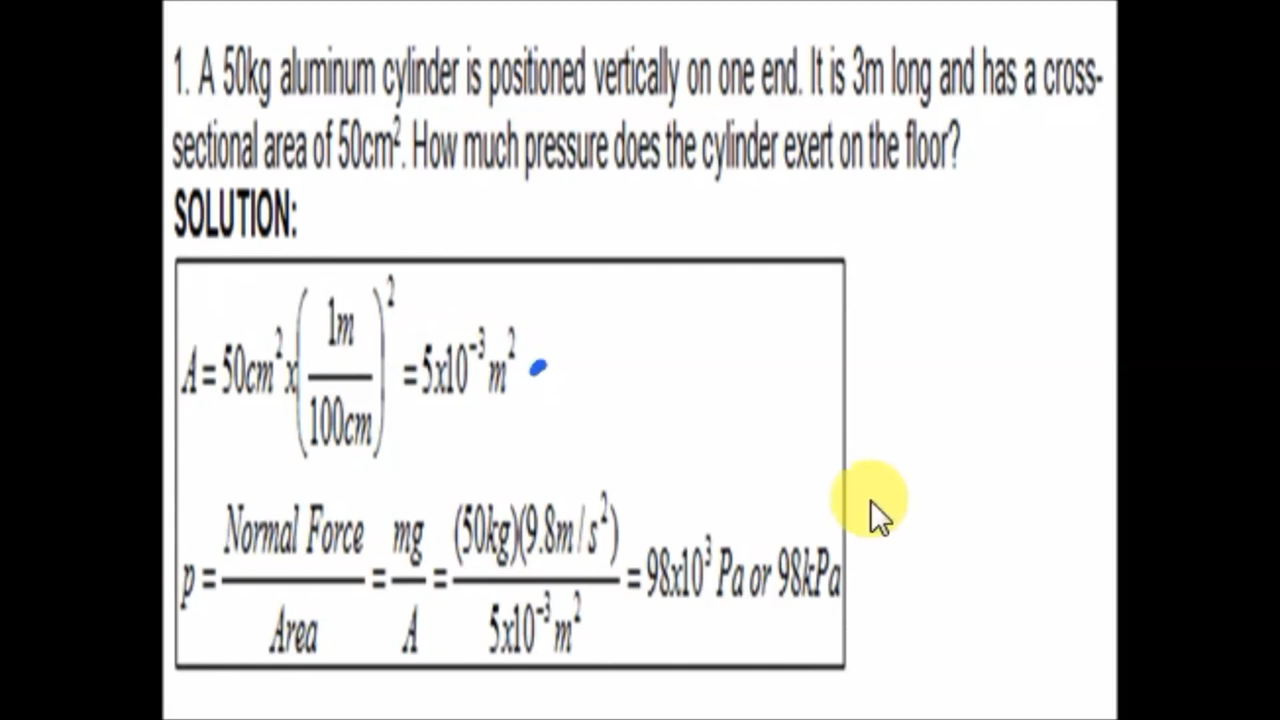 1. A 50kg aluminum cylinder is positioned vertically on one end. It is 3m long and has a cross-
sectional area of 50cm². How much pressure does the cylinder exert on the floor?
SOLUTION:
A = 50cm² x (1m / 100cm)² = 5x10⁻³ m²
p = Normal Force / Area = mg / A = (50kg)(9.8m / s²) / 5x10⁻³ m² = 98x10³ Pa or 98kPa